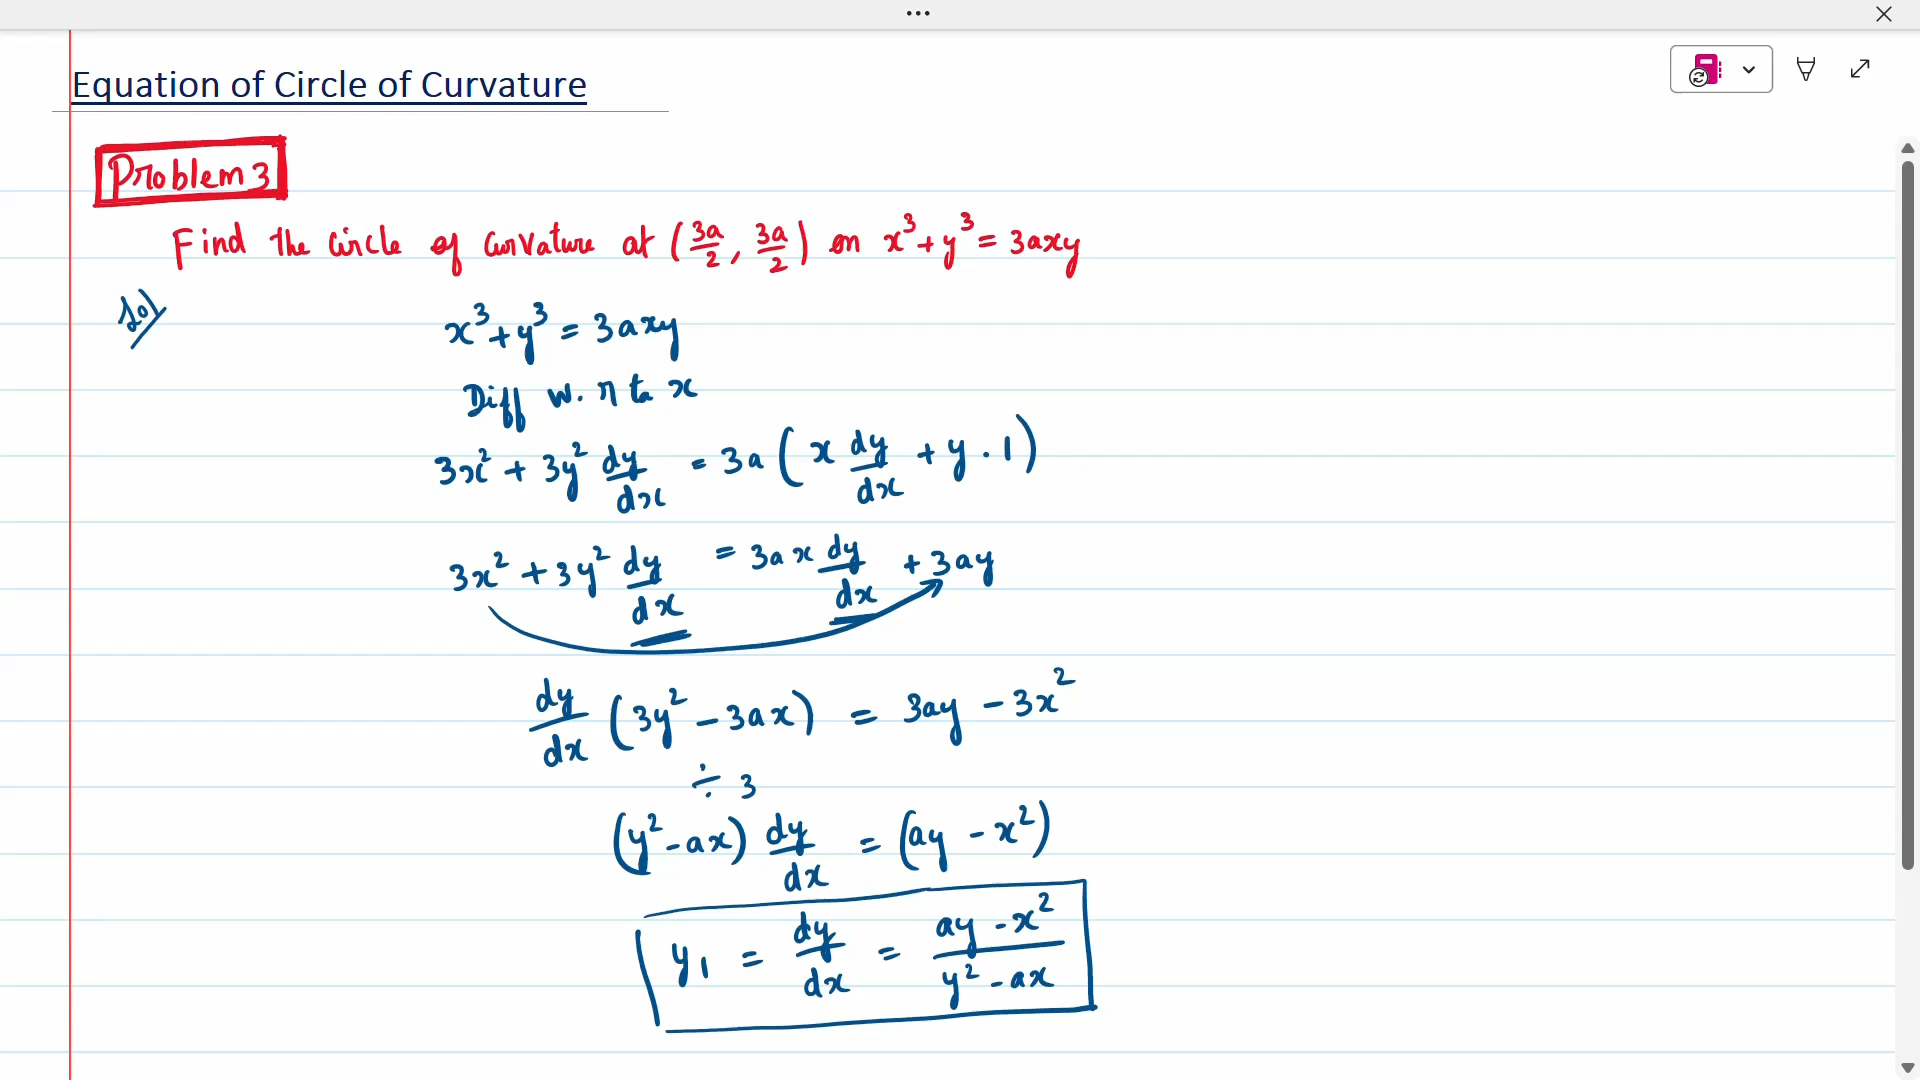 Equation of Circle of Curvature
Problem 3
Find the circle of curvature at (3a/2, 3a/2) on x³+y³=3axy
Sol
x³+y³ = 3axy
Diff w.r to x
3x² + 3y² dy/dx = 3a (x dy/dx + y . 1)
3x² + 3y² dy/dx = 3ax dy/dx + 3ay
dy/dx (3y² - 3ax) = 3ay - 3x²
÷ 3
(y² - ax) dy/dx = (ay - x²)
y₁ = dy/dx = ay - x² / y² - ax